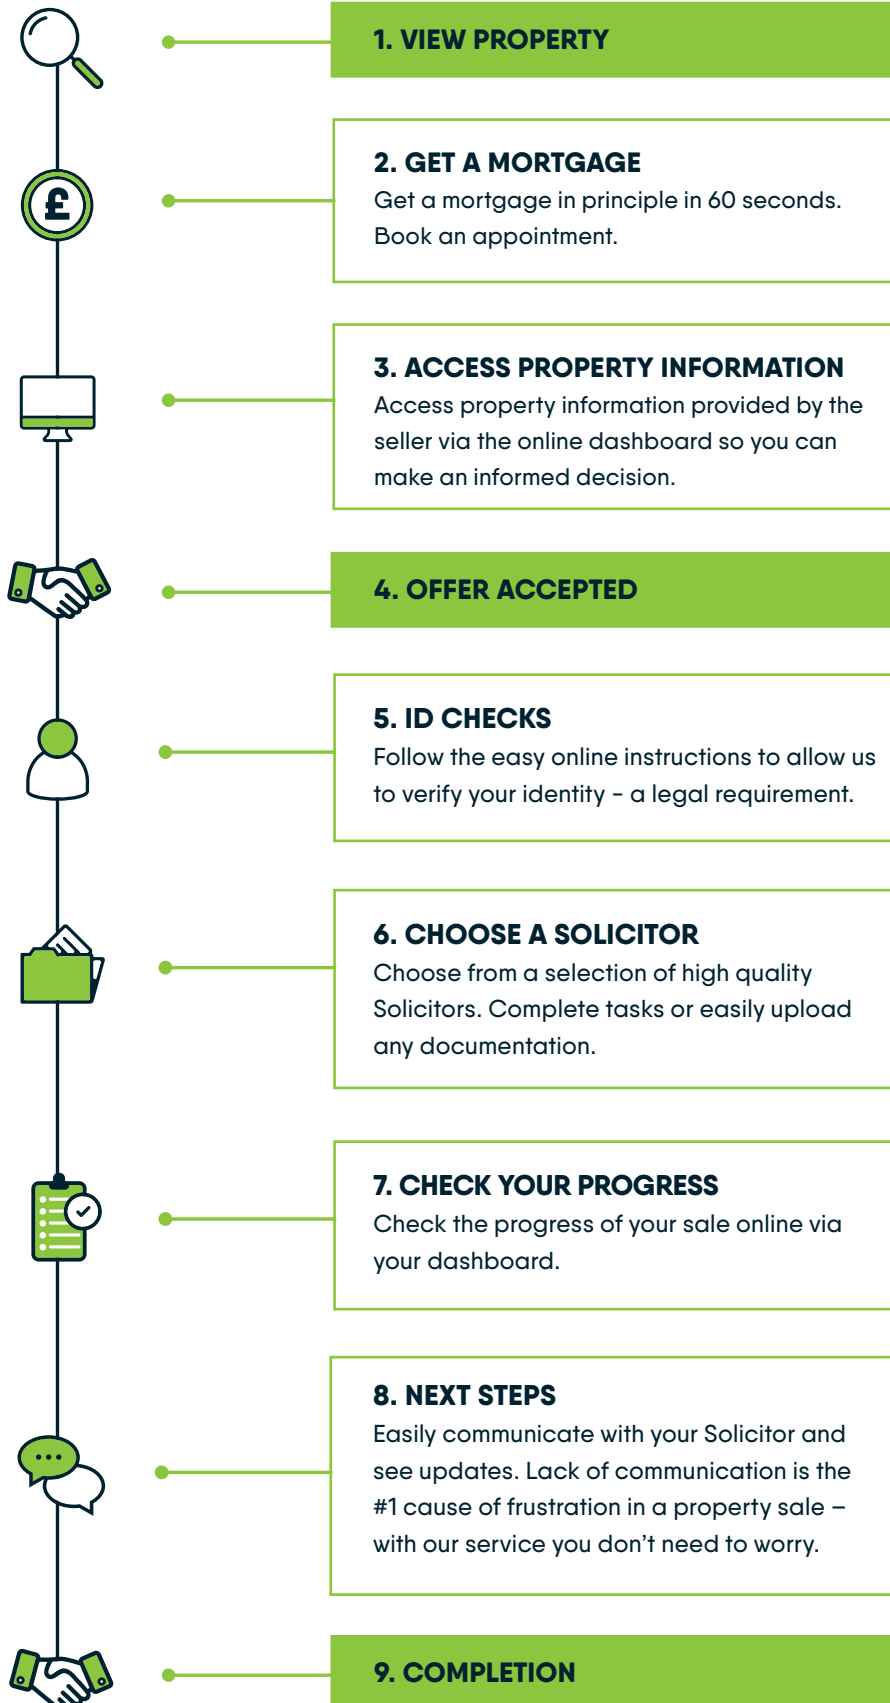 1. VIEW PROPERTY
£
2. GET A MORTGAGE
Get a mortgage in principle in 60 seconds.
Book an appointment.
3. ACCESS PROPERTY INFORMATION
Access property information provided by the
seller via the online dashboard so you can
make an informed decision.
4. OFFER ACCEPTED
5. ID CHECKS
Follow the easy online instructions to allow us
to verify your identity - a legal requirement.
6. CHOOSE A SOLICITOR
Choose from a selection of high quality
Solicitors. Complete tasks or easily upload
any documentation.
7. CHECK YOUR PROGRESS
Check the progress of your sale online via
your dashboard.
8. NEXT STEPS
Easily communicate with your Solicitor and
see updates. Lack of communication is the
#1 cause of frustration in a property sale –
with our service you don’t need to worry.
9. COMPLETION